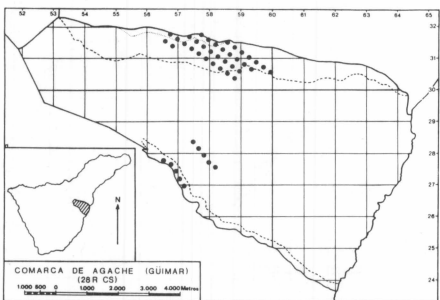 52 53 54 55 56 57 58 59 60 61 62 63 64 65
32
31
30
29
28
27
26
25
24
N
COMARCA DE AGACHE (GÜIMAR)
(28R CS)
1.000 500 0 1.000 2.000 3.000 4.000 Metros